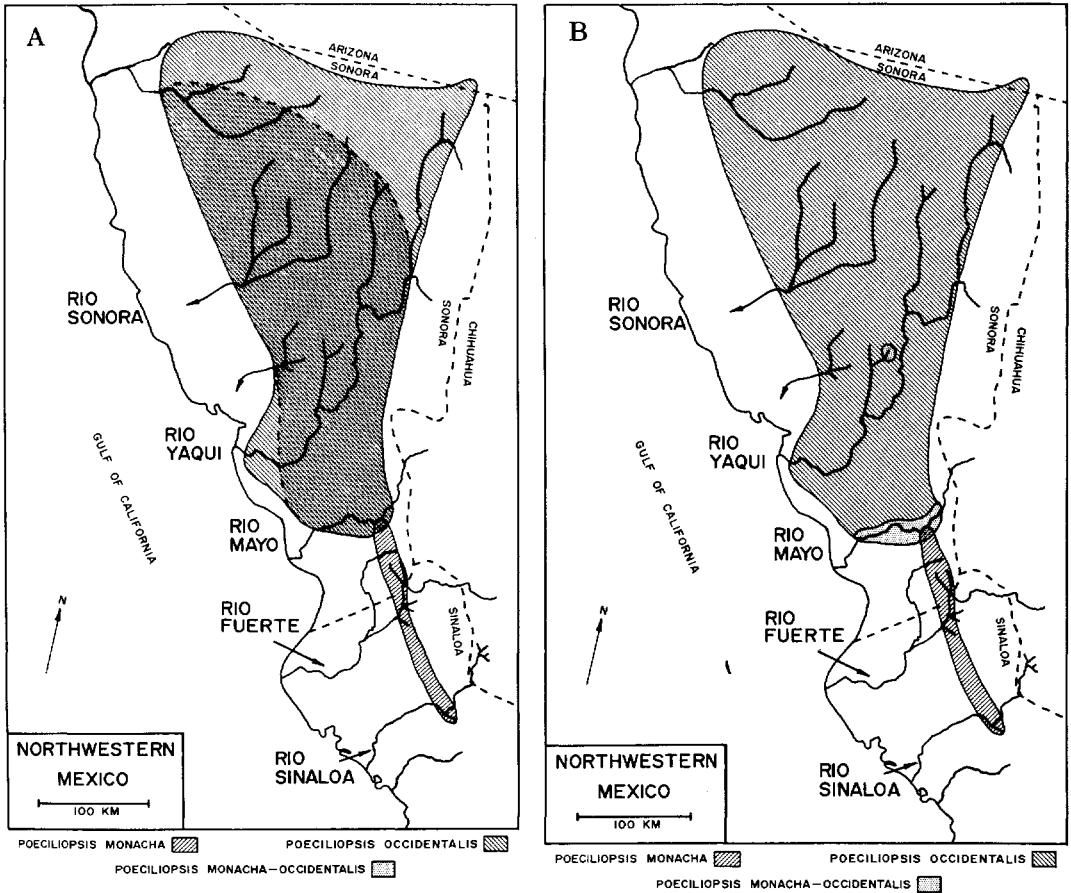 A
ARIZONA
SONORA
RIO
SONORA
SONORA
CHIHUAHUA
RIO
YAQUI
GULF OF CALIFORNIA
RIO
MAYO
N
RIO
FUERTE
SINALOA
RIO
SINALOA
NORTHWESTERN
MEXICO
100 KM
POECILIOPSIS MONACHA
POECILIOPSIS OCCIDENTALIS
POECILIOPSIS MONACHA-OCCIDENTALIS
B
ARIZONA
SONORA
RIO
SONORA
SONORA
CHIHUAHUA
RIO
YAQUI
GULF OF CALIFORNIA
RIO
MAYO
N
RIO
FUERTE
SINALOA
RIO
SINALOA
NORTHWESTERN
MEXICO
100 KM
POECILIOPSIS MONACHA
POECILIOPSIS OCCIDENTALIS
POECILIOPSIS MONACHA-OCCIDENTALIS